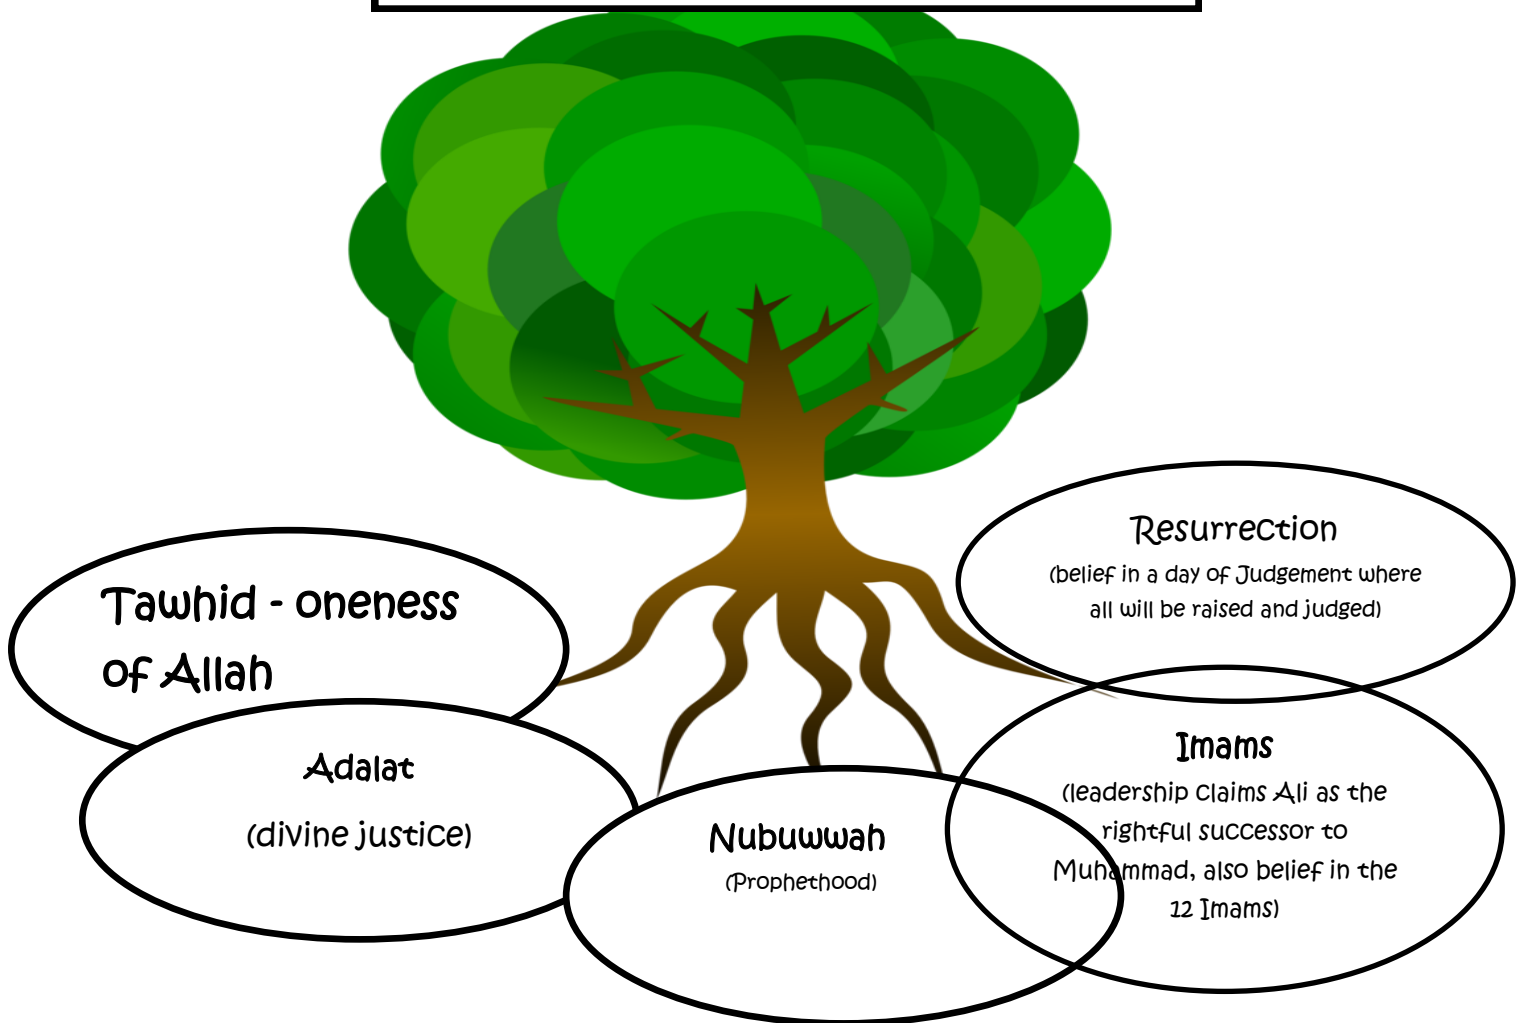 Tawhid - oneness
of Allah
Adalat
(divine justice)
Nubuwwah
(Prophethood)
Resurrection
(belief in a day of Judgement where
all will be raised and judged)
Imams
(leadership claims Ali as the
rightful successor to
Muhammad, also belief in the
12 Imams)